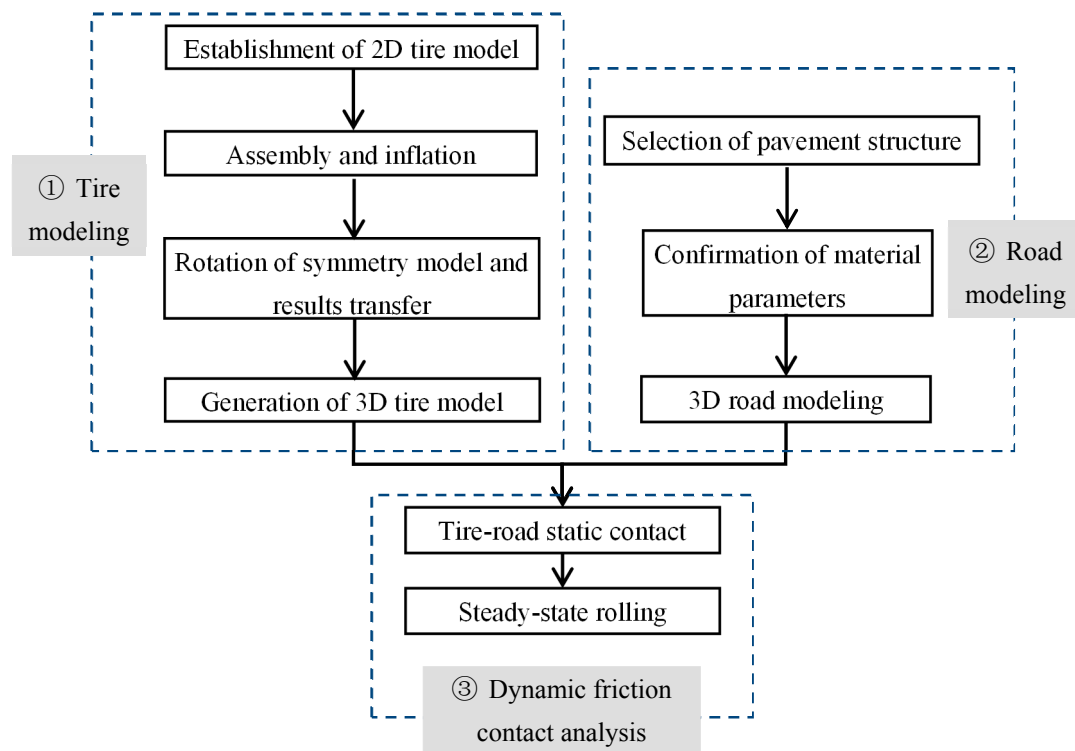 Establishment of 2D tire model
Assembly and inflation
① Tire
modeling
Rotation of symmetry model and
results transfer
Generation of 3D tire model
Selection of pavement structure
Confirmation of material
parameters
② Road
modeling
3D road modeling
Tire-road static contact
Steady-state rolling
③ Dynamic friction
contact analysis